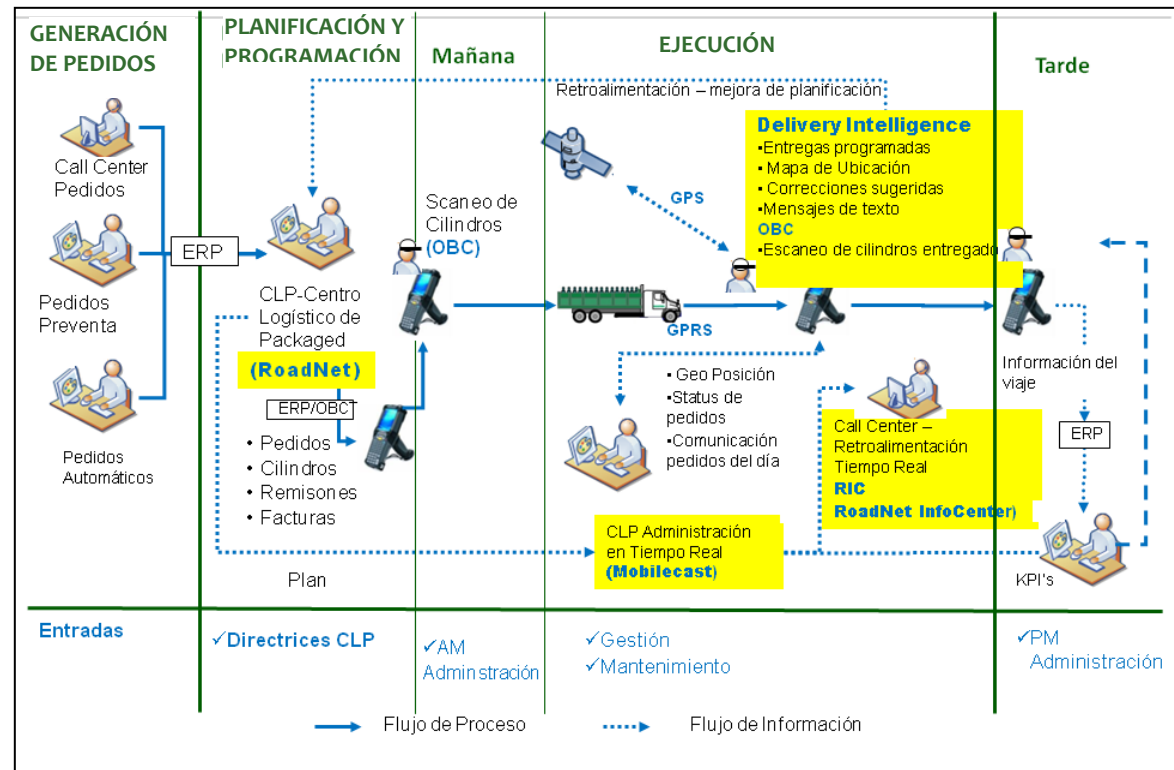 GENERACIÓN
DE PEDIDOS
PLANIFICACIÓN Y
PROGRAMACIÓN
Mañana
EJECUCIÓN
Tarde
Call Center
Pedidos
Pedidos
Preventa
Pedidos
Automáticos
ERP
CLP-Centro
Logístico de
Packaged
(RoadNet)
ERP/OBC
• Pedidos
• Cilindros
• Remisones
• Facturas
Plan
Scaneo de
Cilindros
(OBC)
Retroalimentación – mejora de planificación
GPS
GPRS
Delivery Intelligence
•Entregas programadas
• Mapa de Ubicación
• Correcciones sugeridas
•Mensajes de texto
OBC
•Escaneo de cilindros entregado
• Geo Posición
•Status de
pedidos
•Comunicación
pedidos del día
Call Center –
Retroalimentación
Tiempo Real
RIC
RoadNet InfoCenter)
CLP Administración
en Tiempo Real
(Mobilecast)
Información del
viaje
ERP
KPI's
Entradas
✓Directrices CLP
✓AM
Adminstración
✓Gestión
✓Mantenimiento
✓PM
Administración
Flujo de Proceso
Flujo de Información